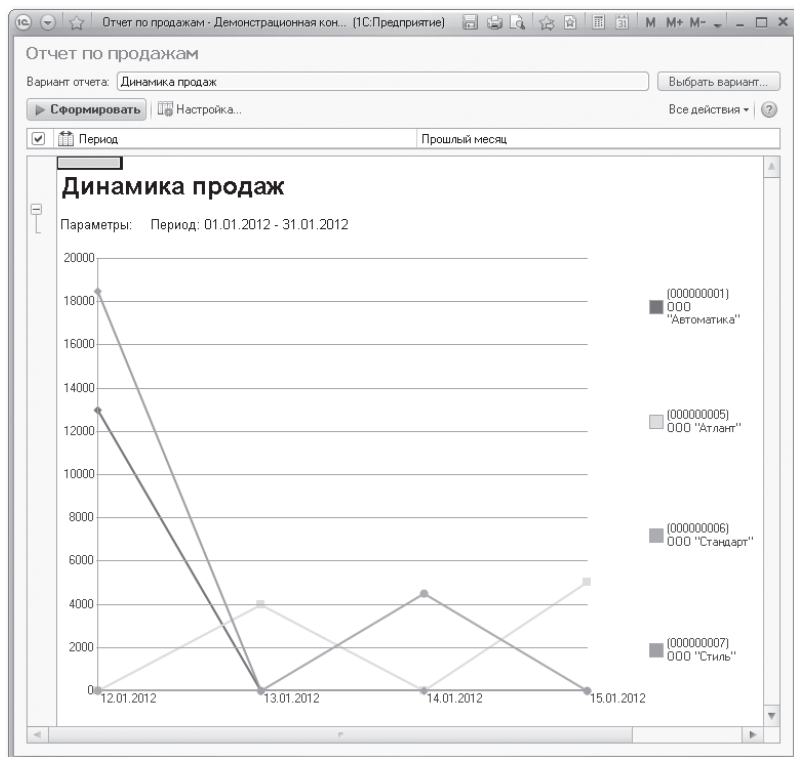 Отчет по продажам - Демонстрационная кон... (1С:Предприятие)
31
M M+ M-
Отчет по продажам
Вариант отчета: Динамика продаж
Выбрать вариант...
Сформировать
Настройка...
Все действия
?
Период
Прошлый месяц
Динамика продаж
Параметры: Период: 01.01.2012 - 31.01.2012
20000
18000
16000
14000
12000
10000
8000
6000
4000
2000
0
12.01.2012
13.01.2012
14.01.2012
15.01.2012
(000000001)
ООО
"Автоматика"
(000000005)
ООО "Атлант"
(000000006)
ООО "Стандарт"
(000000007)
ООО "Стиль"